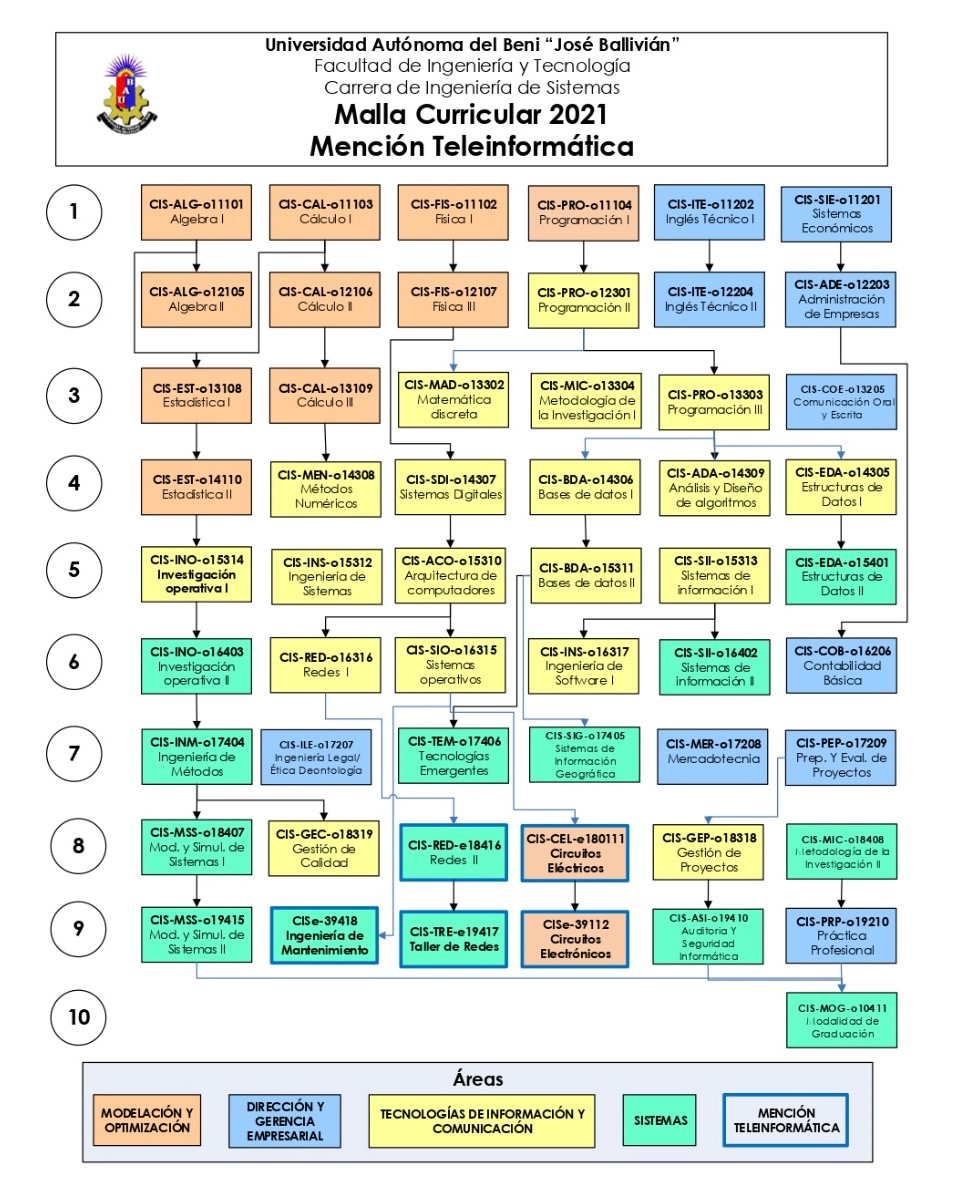 Universidad Autónoma del Beni “José Ballivián”
Facultad de Ingeniería y Tecnología
Carrera de Ingeniería de Sistemas
Malla Curricular 2021
Mención Teleinformática
1
CIS-ALG-o11101
Algebra I
CIS-CAL-o11103
Cálculo I
CIS-FIS-o11102
Física I
CIS-PRO-o11104
Programación I
CIS-ITE-o11202
Inglés Técnico I
CIS-SIE-o11201
Sistemas
Económicos
2
CIS-ALG-o12105
Algebra II
CIS-CAL-o12106
Cálculo II
CIS-FIS-o12107
Física III
CIS-PRO-o12301
Programación II
CIS-ITE-o12204
Inglés Técnico II
CIS-ADE-o12203
Administración
de Empresas
3
CIS-EST-o13108
Estadística I
CIS-CAL-o13109
Cálculo III
CIS-MAD-o13302
Matemática
discreta
CIS-MIC-o13304
Metodología de
la Investigación I
CIS-PRO-o13303
Programación III
CIS-COE-o13205
Comunicación Oral
y Escrita
4
CIS-EST-o14110
Estadística II
CIS-MEN-o14308
Métodos
Numéricos
CIS-SDI-o14307
Sistemas Digitales
CIS-BDA-o14306
Bases de datos I
CIS-ADA-o14309
Análisis y Diseño
de algoritmos
CIS-EDA-o14305
Estructuras de
Datos I
5
CIS-INO-o15314
Investigación
operativa I
CIS-INS-o15312
Ingeniería de
Sistemas
CIS-ACO-o15310
Arquitectura de
computadores
CIS-BDA-o15311
Bases de datos II
CIS-SII-o15313
Sistemas de
información I
CIS-EDA-o15401
Estructuras de
Datos II
6
CIS-INO-o16403
Investigación
operativa II
CIS-RED-o16316
Redes I
CIS-SIO-o16315
Sistemas
operativos
CIS-INS-o16317
Ingeniería de
Software I
CIS-SII-o16402
Sistemas de
información II
CIS-COB-o16206
Contabilidad
Básica
7
CIS-INM-o17404
Ingeniería de
Métodos
CIS-ILE-o17207
Ingeniería Legal/
Ética Deontología
CIS-TEM-o17406
Tecnologías
Emergentes
CIS-SIG-o17405
Sistemas de
Información
Geográfica
CIS-MER-o17208
Mercadotecnia
CIS-PEP-o17209
Prep. Y Eval. de
Proyectos
8
CIS-MSS-o18407
Mod. y Simul. de
Sistemas I
CIS-GEC-o18319
Gestión de
Calidad
CIS-RED-e18416
Redes II
CIS-CEL-e180111
Circuitos
Eléctricos
CIS-GEP-o18318
Gestión de
Proyectos
CIS-MIC-o18408
Metodología de la
Investigación II
9
CIS-MSS-o19415
Mod. y Simul. de
Sistemas II
CISe-39418
Ingeniería de
Mantenimiento
CIS-TRE-e19417
Taller de Redes
CISe-39112
Circuitos
Electrónicos
CIS-ASI-o19410
Auditoria Y
Seguridad
Informática
CIS-PRP-o19210
Práctica
Profesional
10
CIS-MOG-o10411
Modalidad de
Graduación
Áreas
MODELACIÓN Y
OPTIMIZACIÓN
DIRECCIÓN Y
GERENCIA
EMPRESARIAL
TECNOLOGÍAS DE INFORMACIÓN Y
COMUNICACIÓN
SISTEMAS
MENCIÓN
TELEINFORMÁTICA